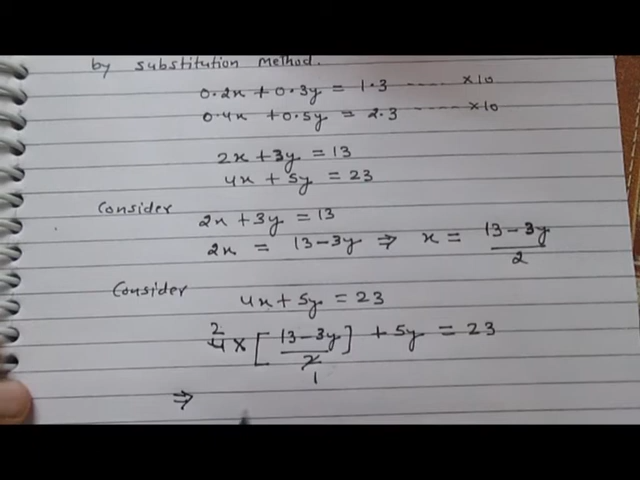 by substitution method.
0.2x + 0.3y = 1.3 ----- ×10
0.4x + 0.5y = 2.3 ----- ×10
2x + 3y = 13
4x + 5y = 23
Consider 2x + 3y = 13
2x = 13 - 3y ⇒ x = (13 - 3y)/2
Consider 4x + 5y = 23
2
4 × [(13 - 3y)/2] + 5y = 23
1
⇒